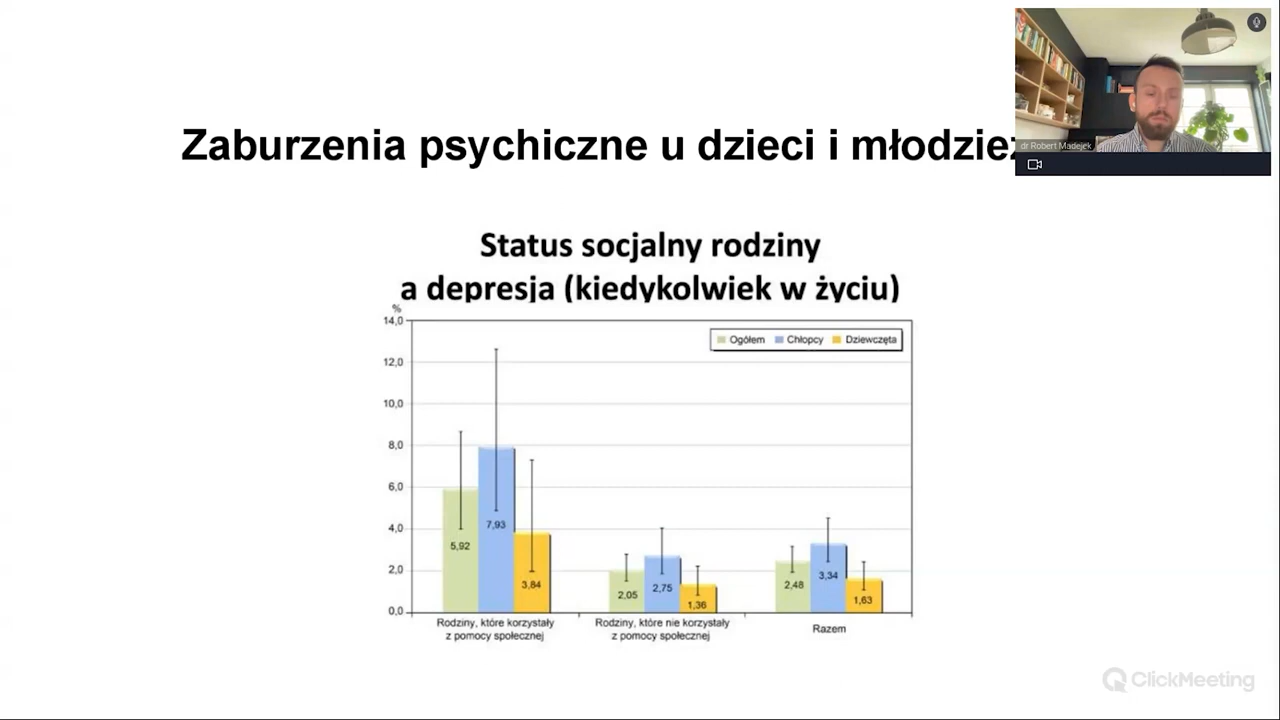 Zaburzenia psychiczne u dzieci i młodzież
dr Robert Madejek
Status socjalny rodziny
a depresja (kiedykolwiek w życiu)
%
14,0
12,0
10,0
8,0
6,0
4,0
2,0
0,0
Ogółem Chłopcy Dziewczęta
5,92 7,93 3,84
2,05 2,75 1,36
2,48 3,34 1,63
Rodziny, które korzystały
z pomocy społecznej
Rodziny, które nie korzystały
z pomocy społecznej
Razem
ClickMeeting